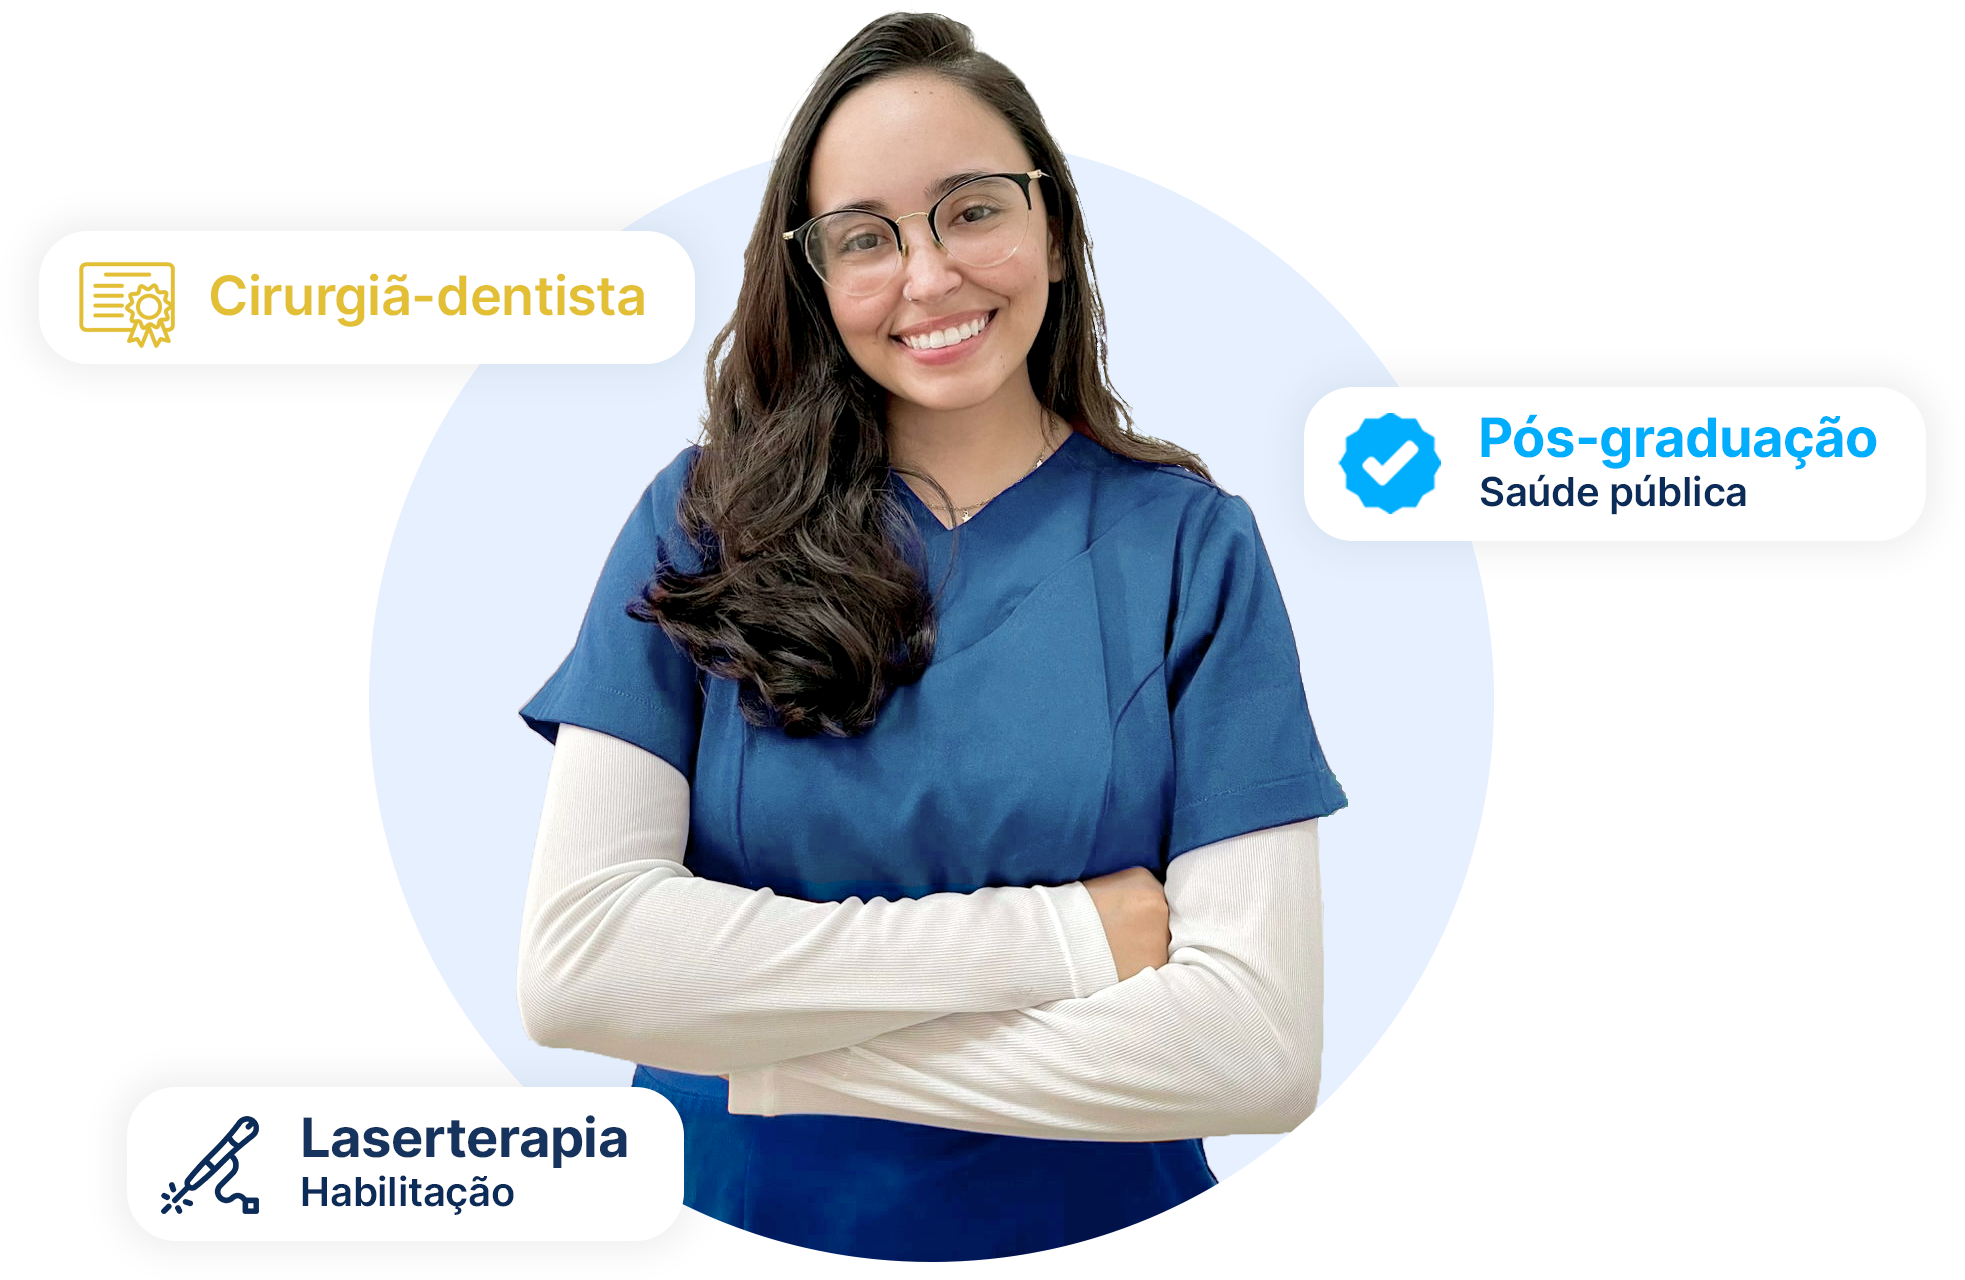 Cirurgiã-dentista
Pós-graduação
Saúde pública
Laserterapia
Habilitação